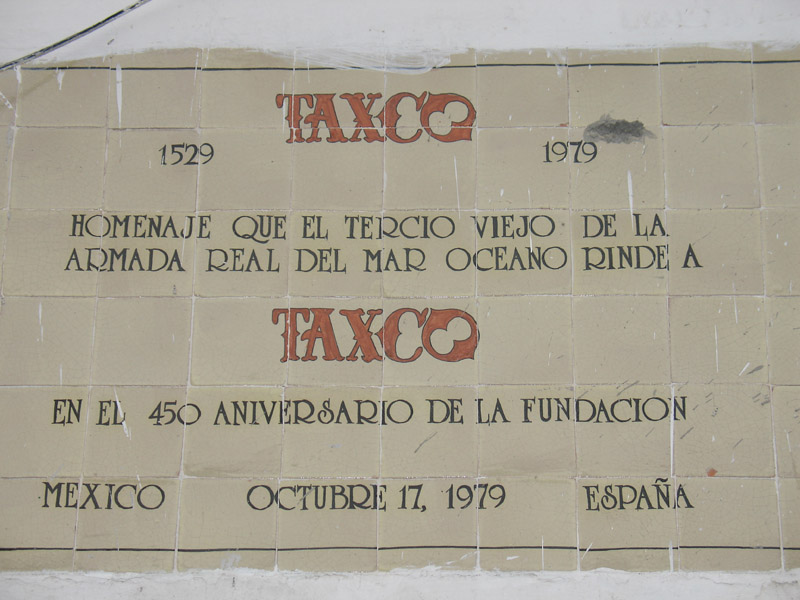 TAXCO
1529 1979
HOMENAJE QUE EL TERCIO VIEJO DE LA
ARMADA REAL DEL MAR OCEANO RINDE A
TAXCO
EN EL 450 ANIVERSARIO DE LA FUNDACION
MEXICO OCTUBRE 17, 1979 ESPAÑA